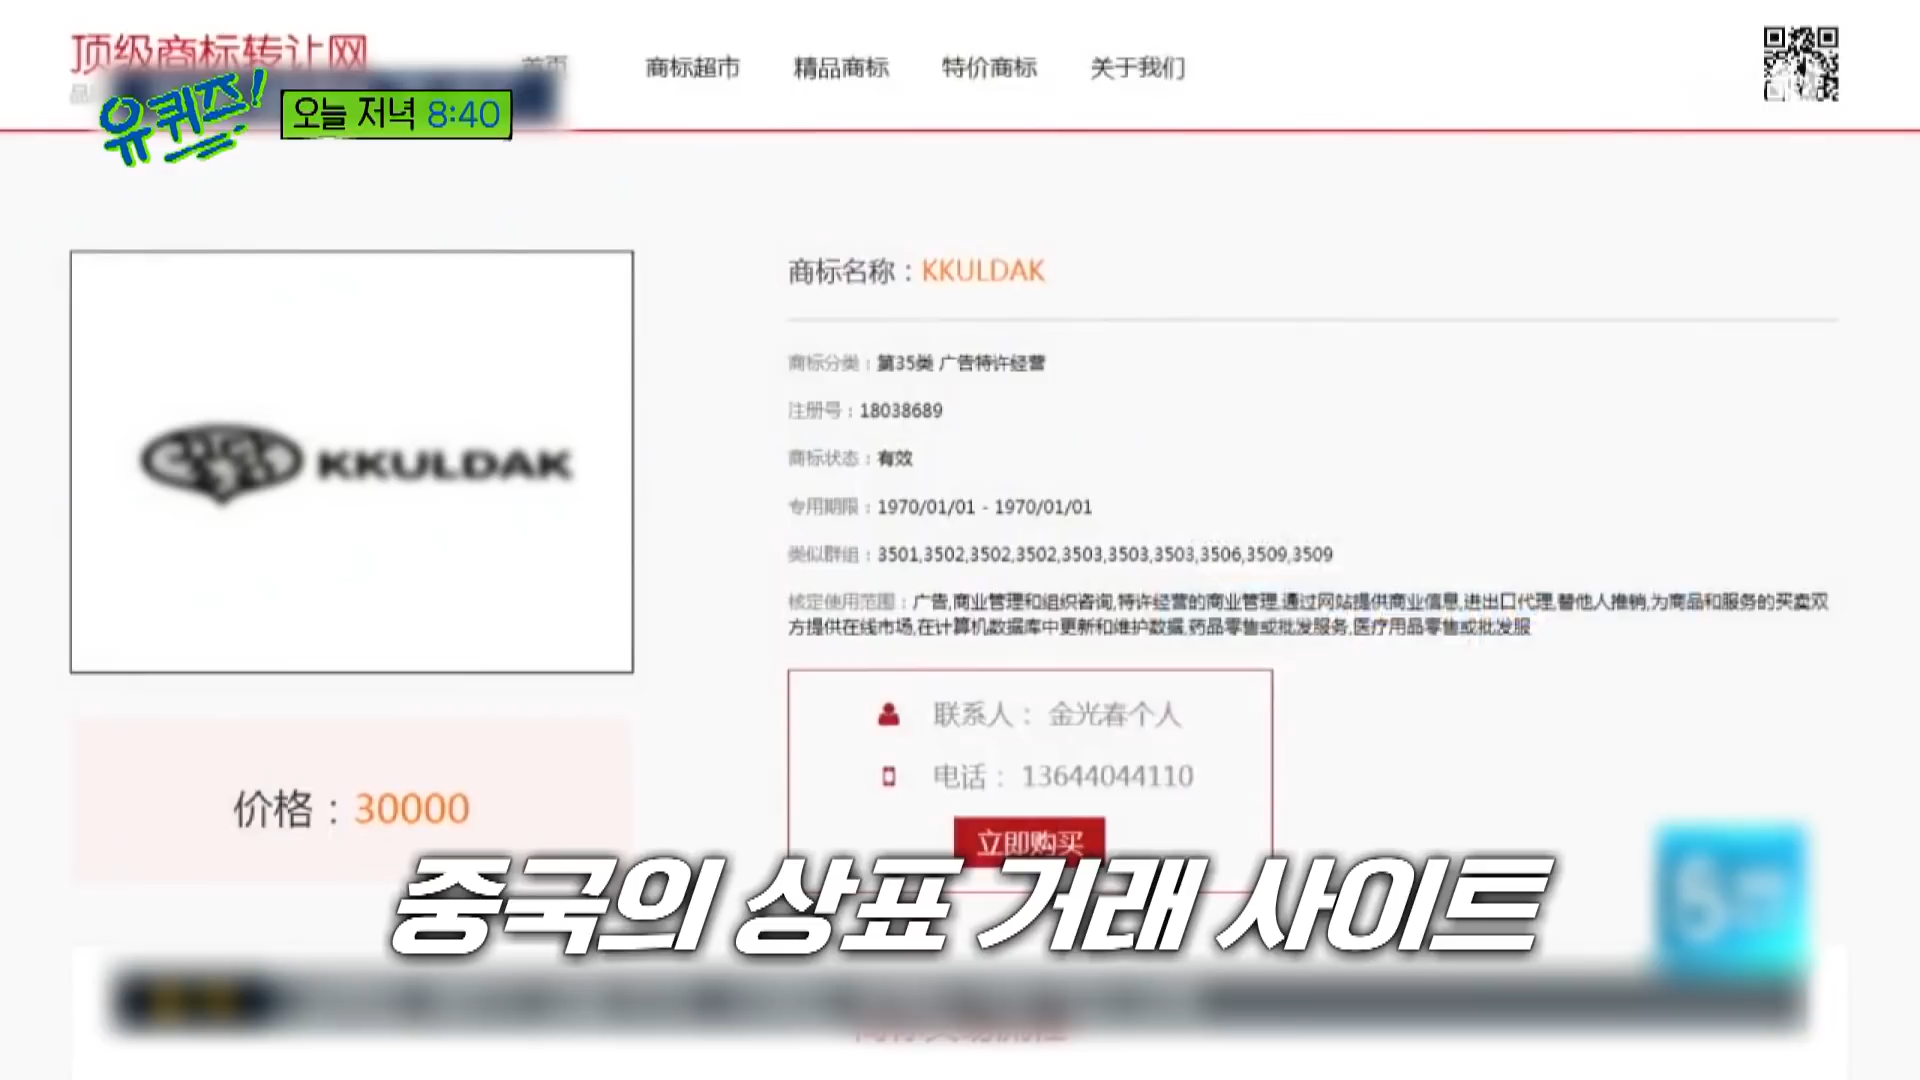 顶级商标转让网
首页
商标超市
精品商标
特价商标
关于我们
유퀴즈!
오늘 저녁 8:40
KKULDAK
商标名称：KKULDAK
商标分类：第35类 广告特许经营
注册号：18038689
商标状态：有效
专用期限：1970/01/01 - 1970/01/01
类似群组：3501,3502,3502,3502,3503,3503,3503,3506,3509,3509
核定使用范围：广告,商业管理和组织咨询,特许经营的商业管理,通过网站提供商业信息,进出口代理,替他人推销,为商品和服务的买卖双
方提供在线市场,在计算机数据库中更新和维护数据,药品零售或批发服务,医疗用品零售或批发服
联系人： 金光春个人
电话： 13644044110
立即购买
价格：30000
중국의 상표 거래 사이트